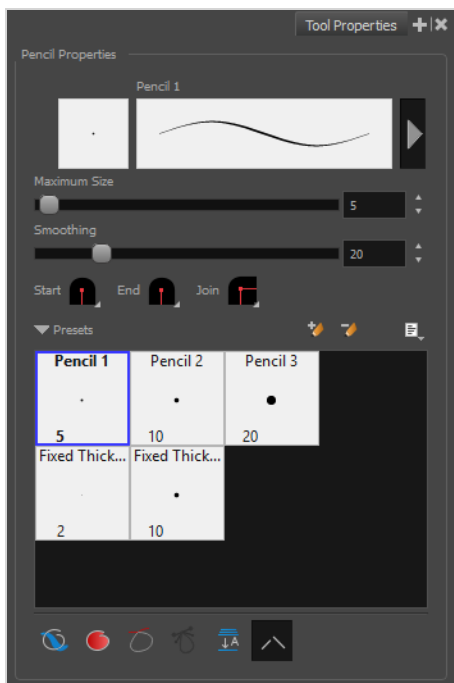 Tool Properties
Pencil Properties
Pencil 1
Maximum Size
5
Smoothing
20
Start End Join
Presets
Pencil 1 Pencil 2 Pencil 3
5 10 20
Fixed Thick... Fixed Thick...
2 10
A